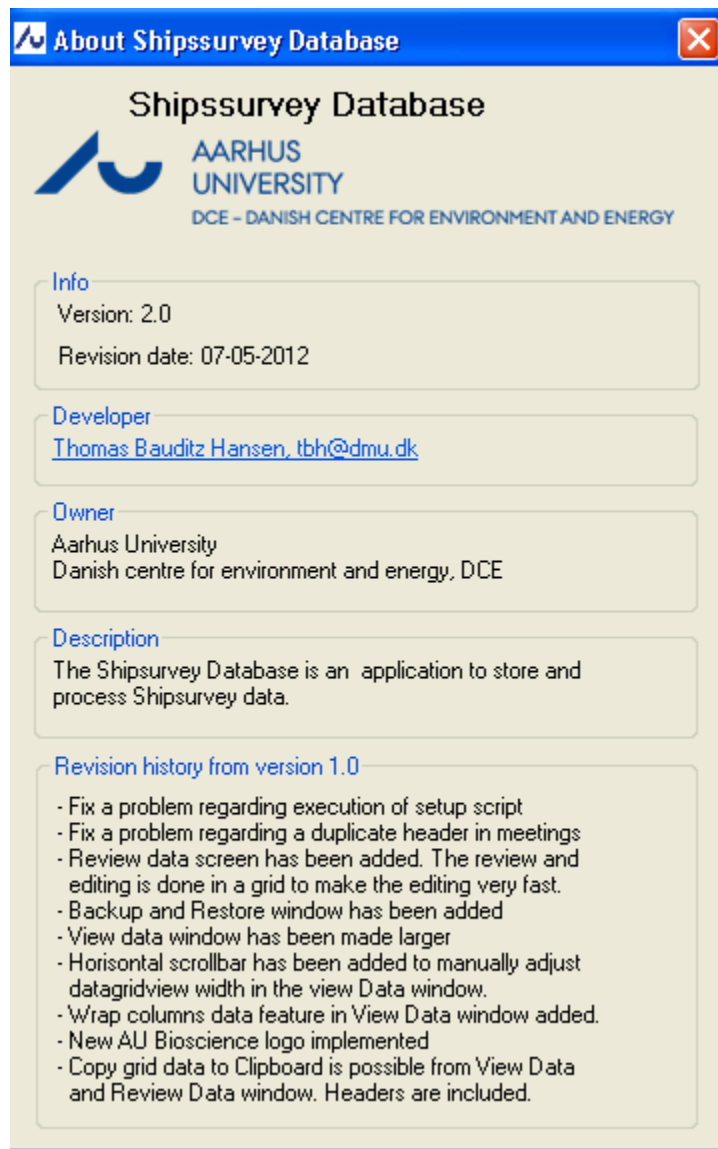 About Shipssurvey Database
Shipssurvey Database
AARHUS
UNIVERSITY
DCE – DANISH CENTRE FOR ENVIRONMENT AND ENERGY
Info
Version: 2.0
Revision date: 07-05-2012
Developer
Thomas Bauditz Hansen, tbh@dmu.dk
Owner
Aarhus University
Danish centre for environment and energy, DCE
Description
The Shipsurvey Database is an  application to store and
process Shipsurvey data.
Revision history from version 1.0
- Fix a problem regarding execution of setup script
- Fix a problem regarding a duplicate header in meetings
- Review data screen has been added. The review and
editing is done in a grid to make the editing very fast.
- Backup and Restore window has been added
- View data window has been made larger
- Horisontal scrollbar has been added to manually adjust
datagridview width in the view Data window.
- Wrap columns data feature in View Data window added.
- New AU Bioscience logo implemented
- Copy grid data to Clipboard is possible from View Data
and Review Data window. Headers are included.